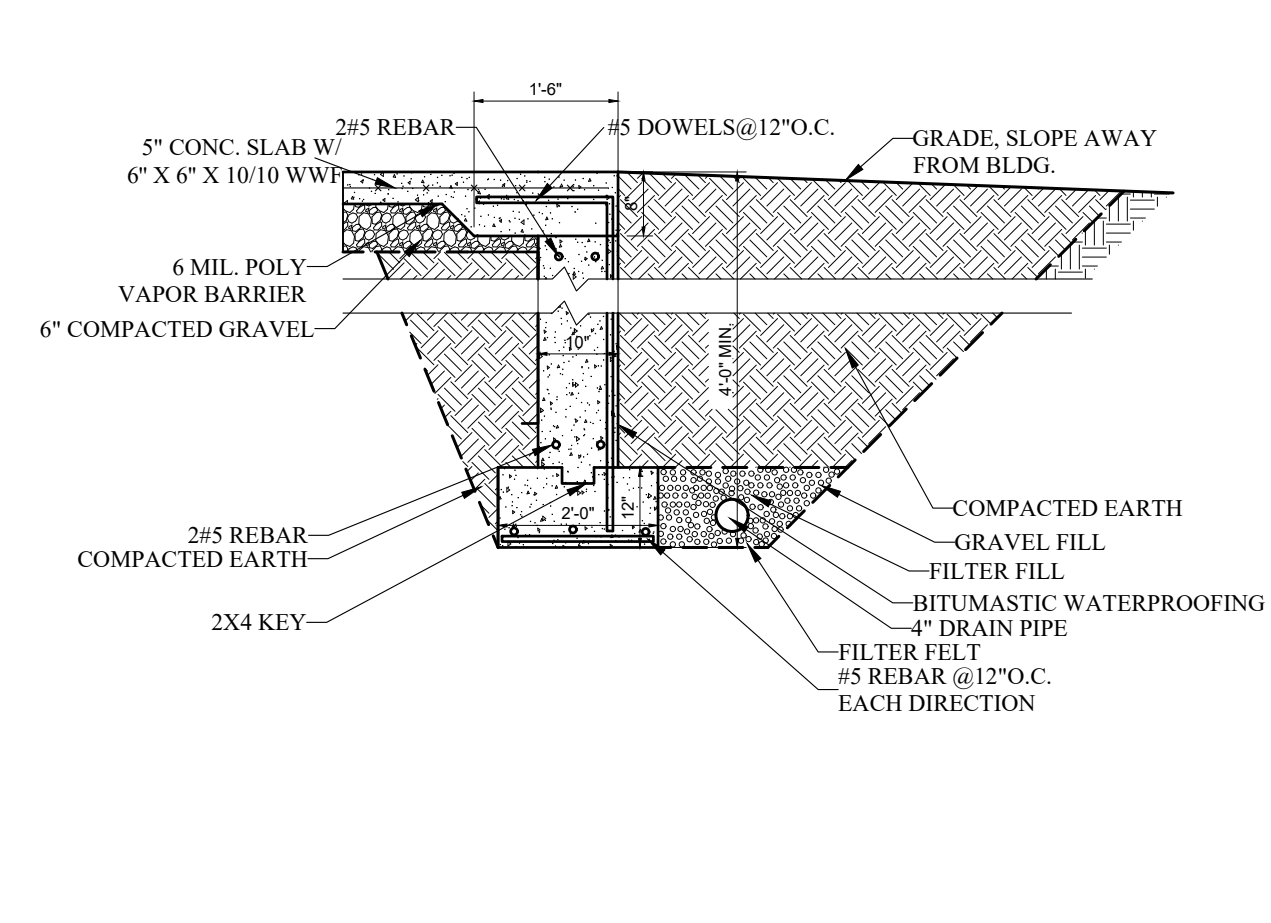 1'-6"
2#5 REBAR
#5 DOWELS@12"O.C.
5" CONC. SLAB W/
6" X 6" X 10/10 WWF
GRADE, SLOPE AWAY
FROM BLDG.
8"
6 MIL. POLY
VAPOR BARRIER
6" COMPACTED GRAVEL
10"
4'-0" MIN.
2'-0"
12"
2#5 REBAR
COMPACTED EARTH
2X4 KEY
COMPACTED EARTH
GRAVEL FILL
FILTER FILL
BITUMASTIC WATERPROOFING
4" DRAIN PIPE
FILTER FELT
#5 REBAR @12"O.C.
EACH DIRECTION